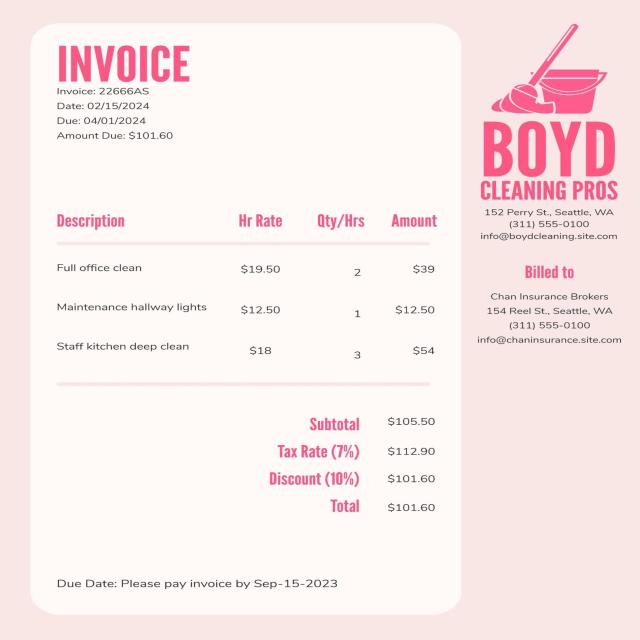 INVOICE
Invoice: 22666AS
Date: 02/15/2024
Due: 04/01/2024
Amount Due: $101.60
Description Hr Rate Qty/Hrs Amount
Full office clean $19.50 2 $39
Maintenance hallway lights $12.50 1 $12.50
Staff kitchen deep clean $18 3 $54
Subtotal $105.50
Tax Rate (7%) $112.90
Discount (10%) $101.60
Total $101.60
Due Date: Please pay invoice by Sep-15-2023
BOYD
CLEANING PROS
152 Perry St., Seattle, WA
(311) 555-0100
info@boydcleaning.site.com
Billed to
Chan Insurance Brokers
154 Reel St., Seattle, WA
(311) 555-0100
info@chaninsurance.site.com